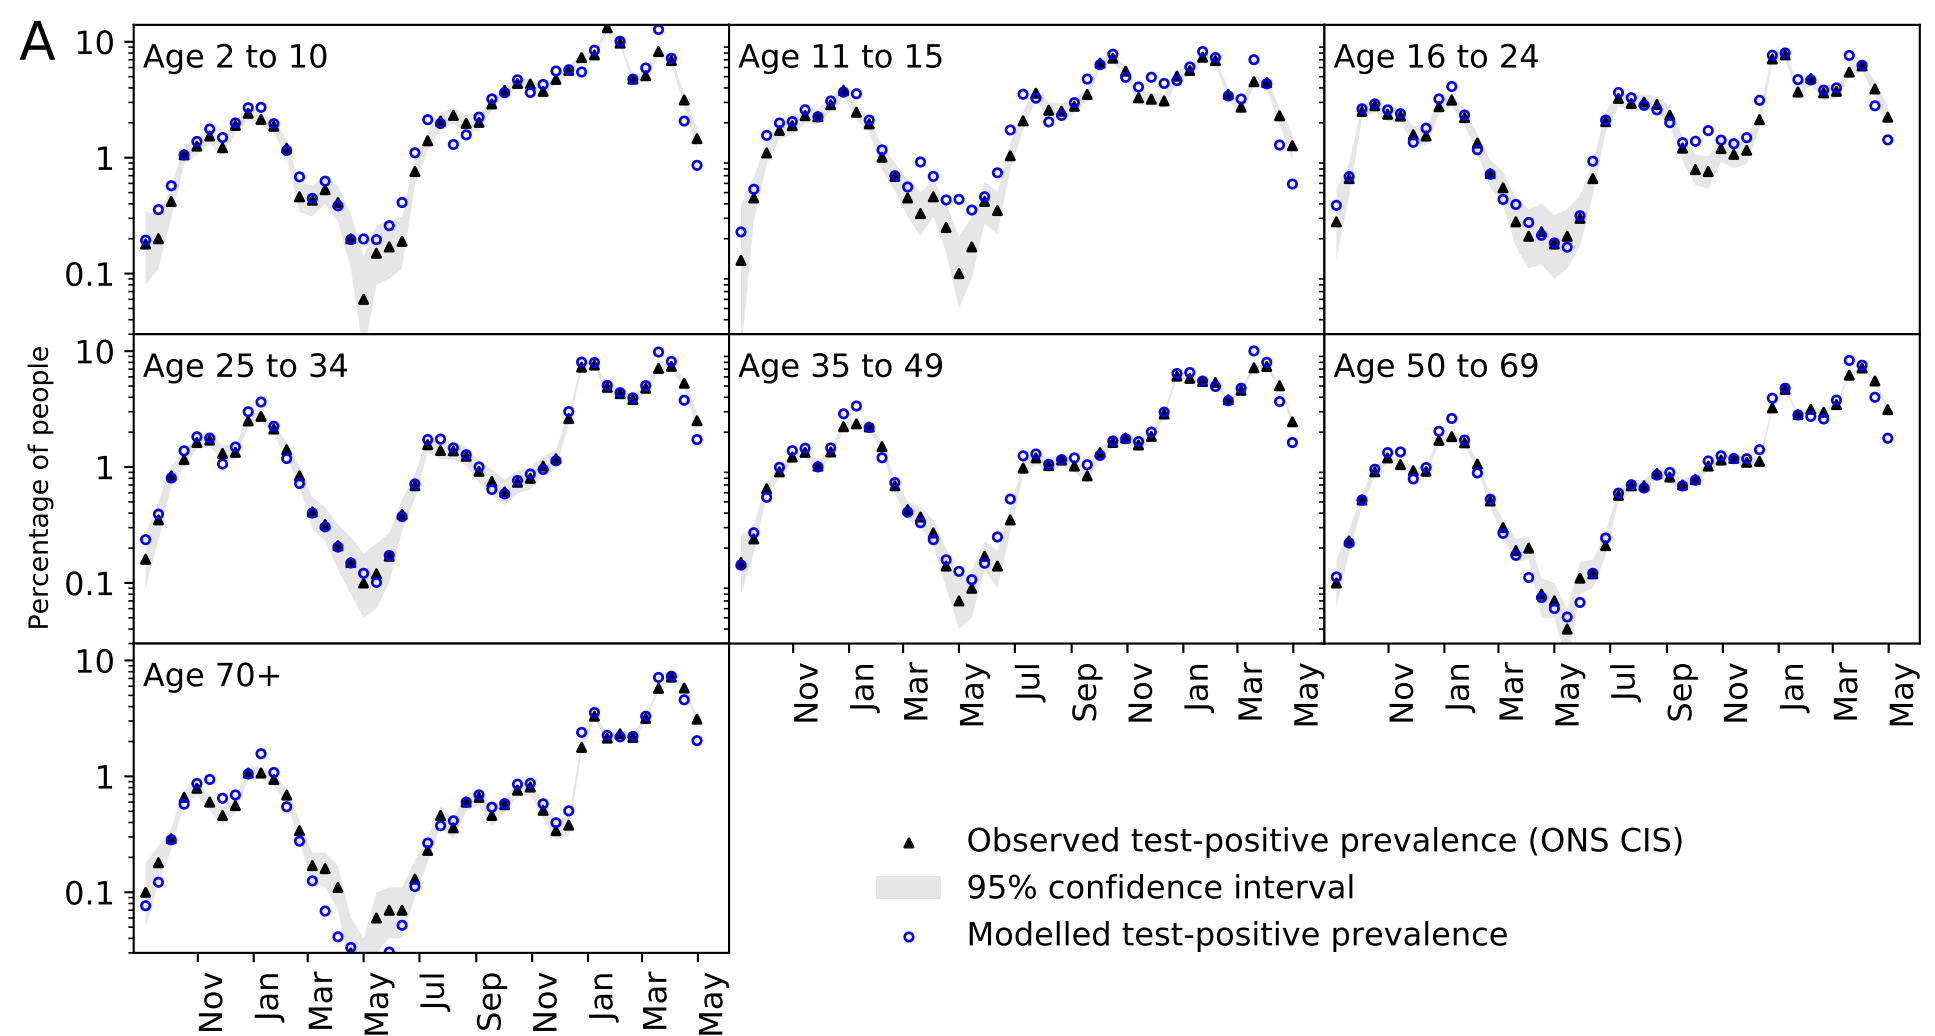 A
Percentage of people
10
1
0.1
Age 2 to 10
Age 11 to 15
Age 16 to 24
10
1
0.1
Age 25 to 34
Age 35 to 49
Age 50 to 69
Nov Jan Mar May Jul Sep Nov Jan Mar May
Nov Jan Mar May Jul Sep Nov Jan Mar May
10
1
0.1
Age 70+
Nov Jan Mar May Jul Sep Nov Jan Mar May
Observed test-positive prevalence (ONS CIS)
95% confidence interval
Modelled test-positive prevalence